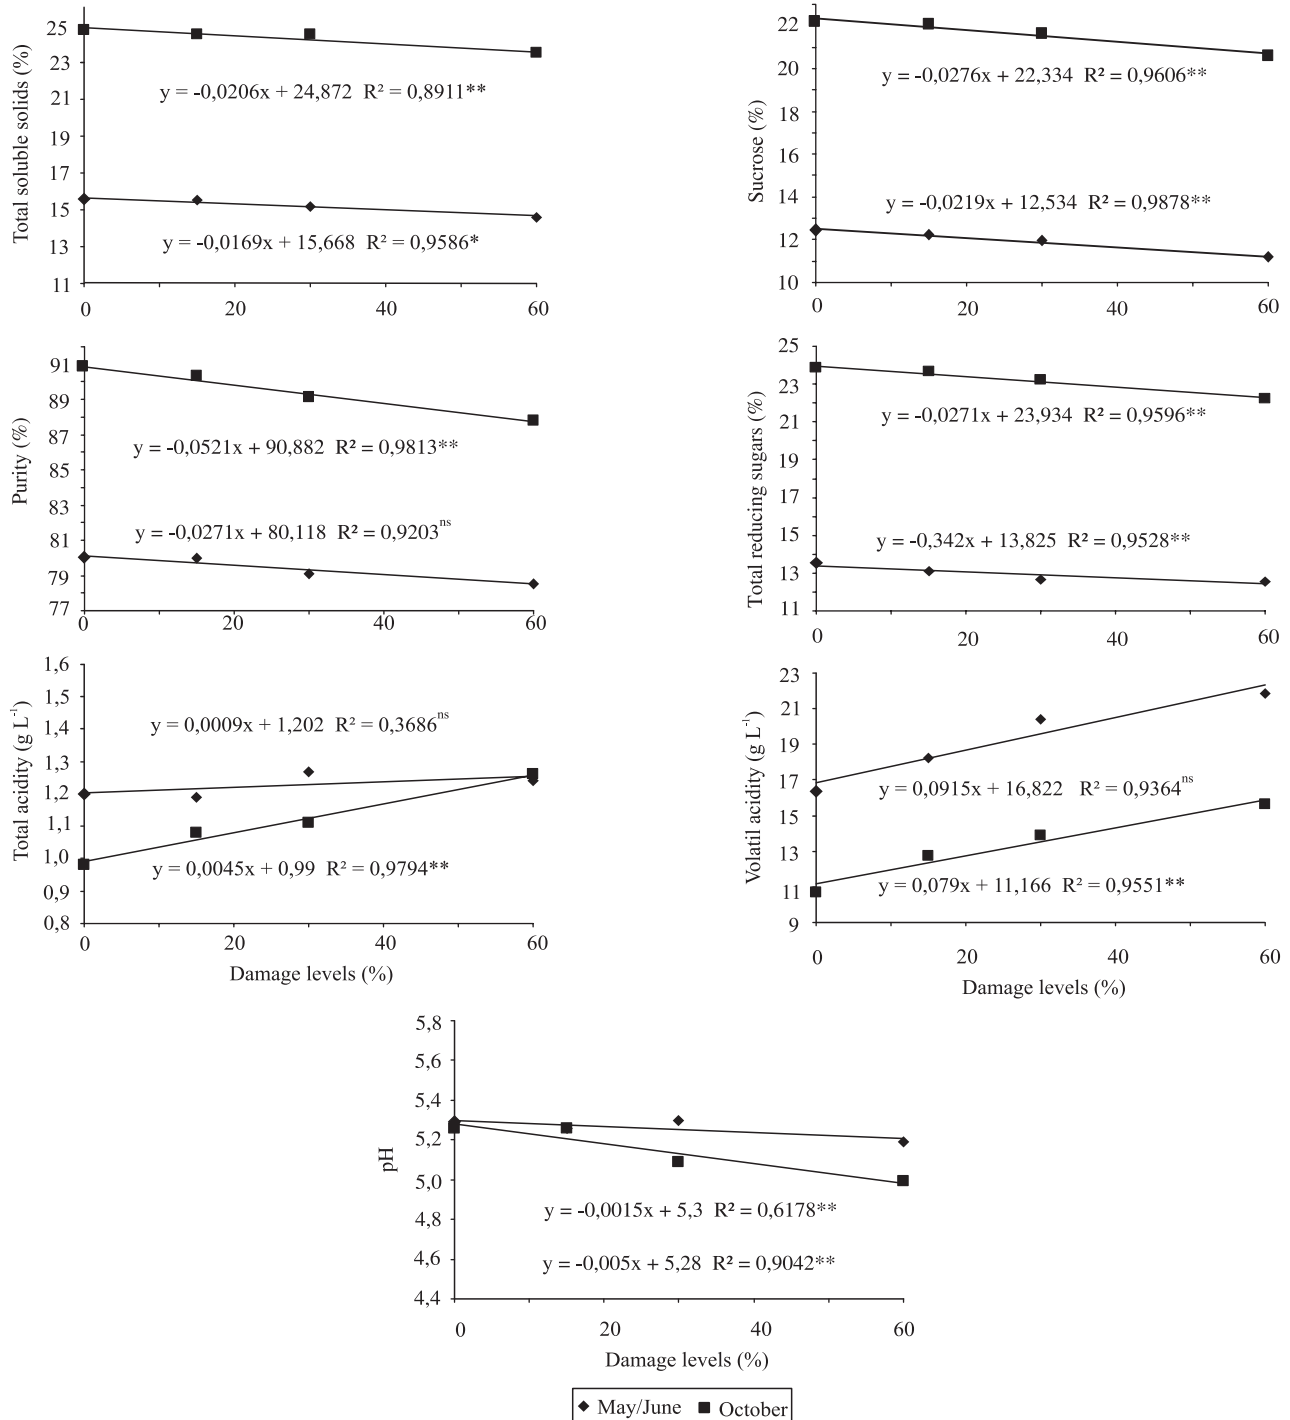 Total soluble solids (%)
25
23
21
19
17
15
13
11
y = -0,0206x + 24,872 R² = 0,8911**
y = -0,0169x + 15,668 R² = 0,9586*
0 20 40 60
Sucrose (%)
22
20
18
16
14
12
10
y = -0,0276x + 22,334 R² = 0,9606**
y = -0,0219x + 12,534 R² = 0,9878**
0 20 40 60
Purity (%)
91
89
87
85
83
81
79
77
y = -0,0521x + 90,882 R² = 0,9813**
y = -0,0271x + 80,118 R² = 0,9203ns
0 20 40 60
Total reducing sugars (%)
25
23
21
19
17
15
13
11
y = -0,0271x + 23,934 R² = 0,9596**
y = -0,342x + 13,825 R² = 0,9528**
0 20 40 60
Total acidity (g L-1)
1,6
1,5
1,4
1,3
1,2
1,1
1,0
0,9
0,8
y = 0,0009x + 1,202 R² = 0,3686ns
y = 0,0045x + 0,99 R² = 0,9794**
0 20 40 60
Damage levels (%)
Volatil acidity (g L-1)
23
21
19
17
15
13
11
9
y = 0,0915x + 16,822 R² = 0,9364ns
y = 0,079x + 11,166 R² = 0,9551**
0 20 40 60
Damage levels (%)
pH
5,8
5,6
5,4
5,2
5,0
4,8
4,6
4,4
y = -0,0015x + 5,3 R² = 0,6178**
y = -0,005x + 5,28 R² = 0,9042**
0 20 40 60
Damage levels (%)
May/June October